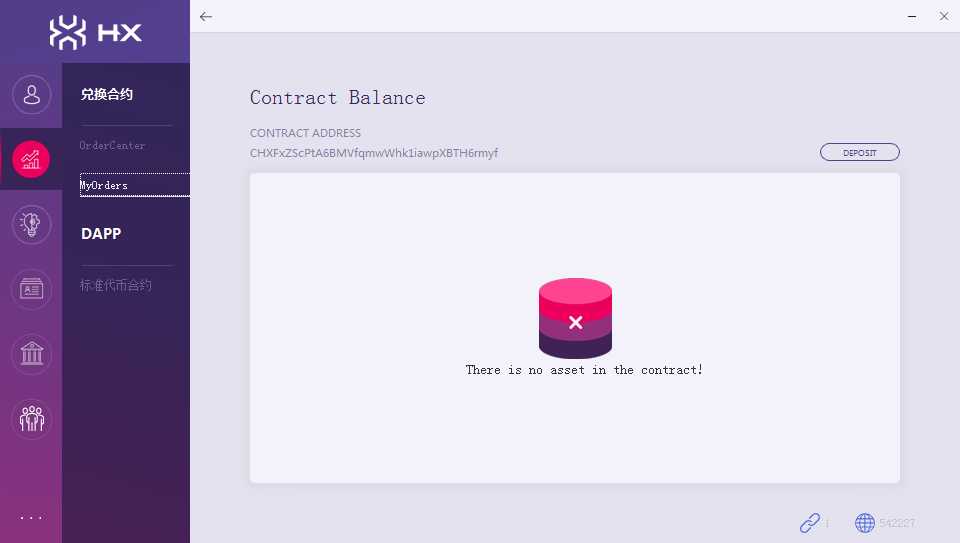 HX
兑换合约
OrderCenter
MyOrders
DAPP
标准代币合约
Contract Balance
CONTRACT ADDRESS
CHXFxZScPtA6BMVfqmwWhk1iawpXBTH6rmyf
DEPOSIT
There is no asset in the contract!
1
542227